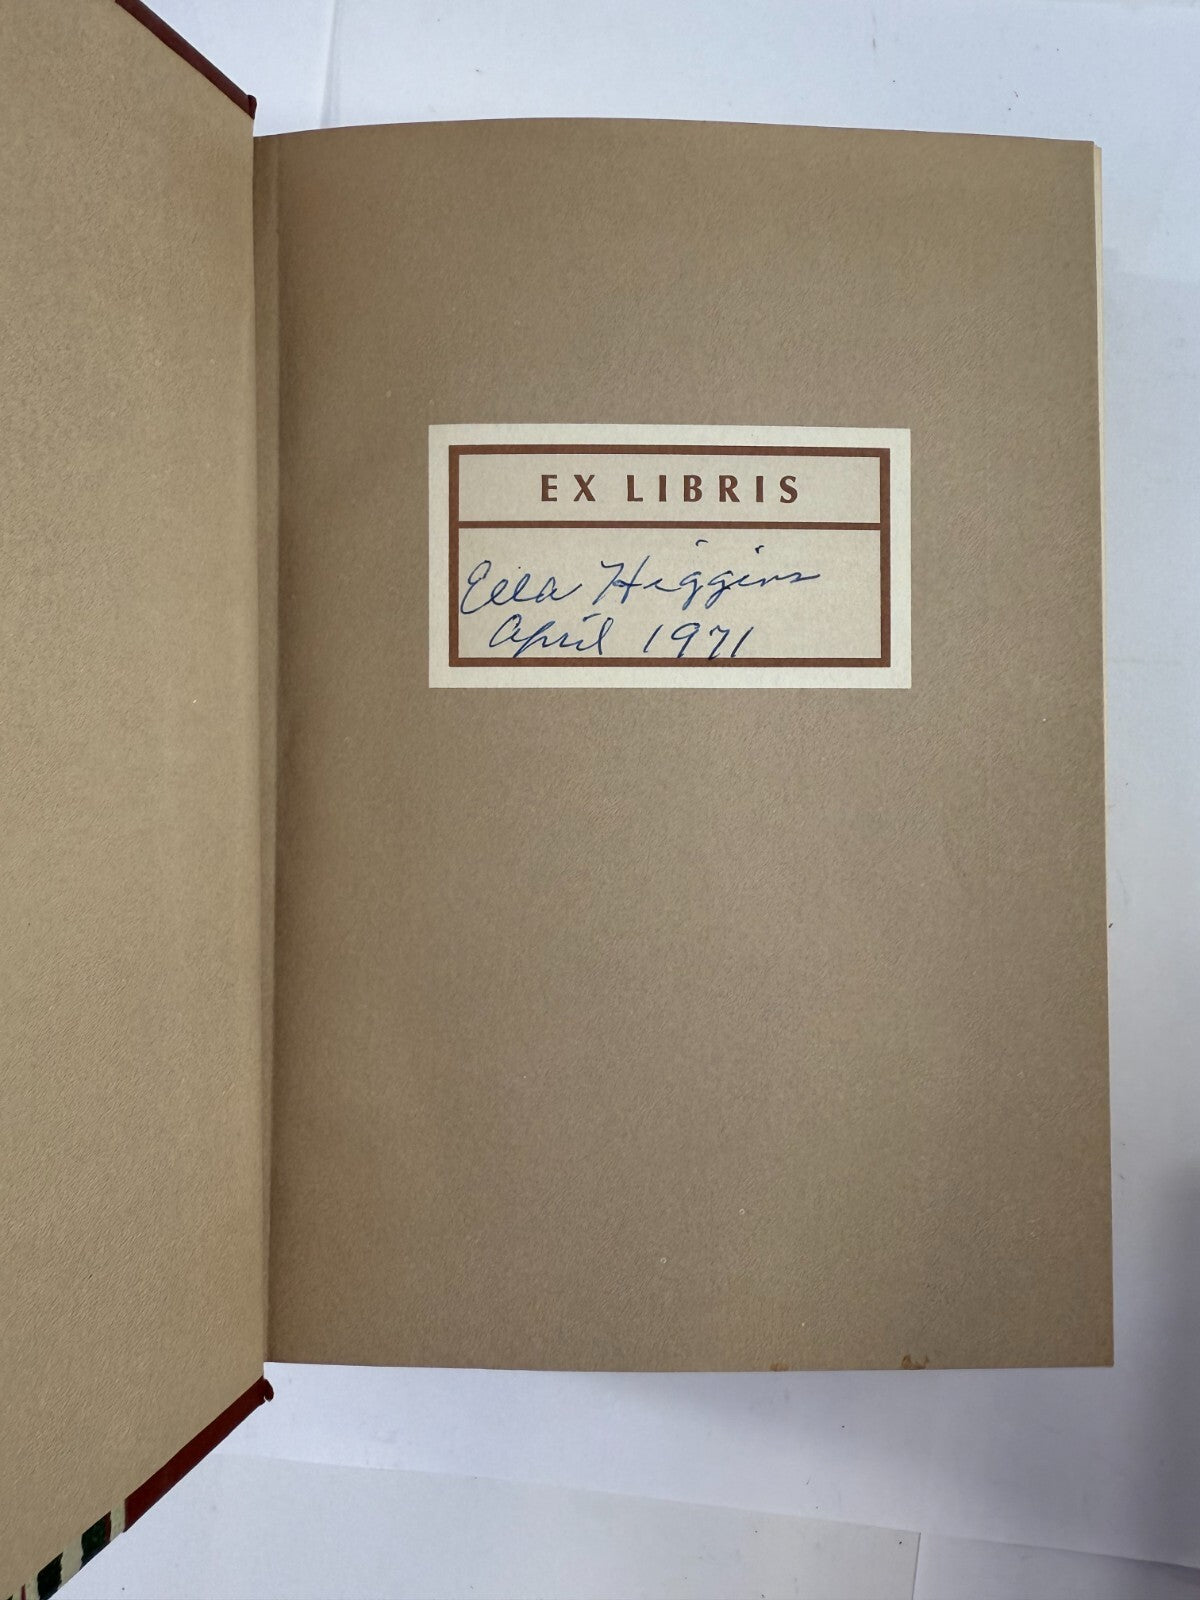 EX LIBRIS
Ella Higgins
April 1971